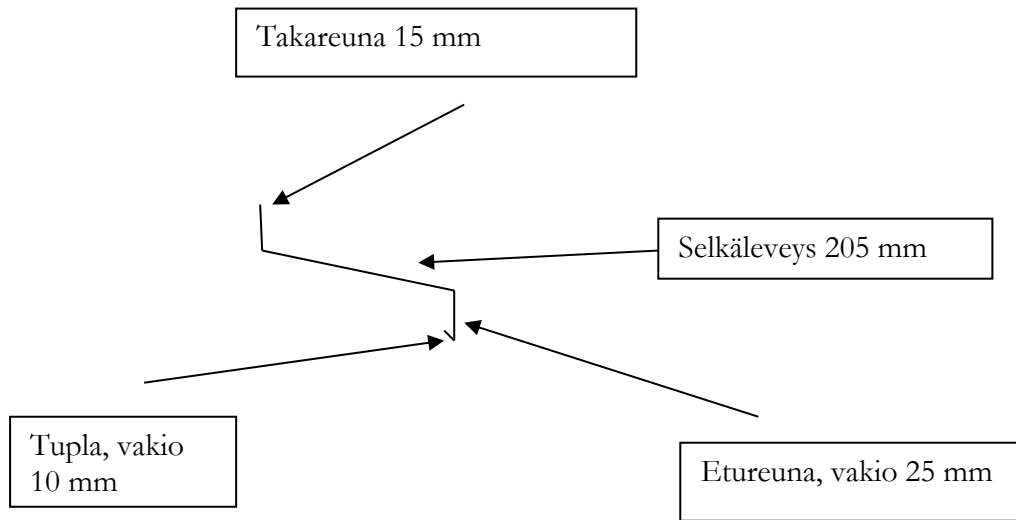 Takareuna 15 mm
Selkäleveys 205 mm
Tupla, vakio
10 mm
Etureuna, vakio 25 mm